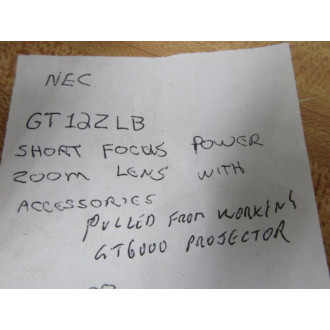 NEC
GT12ZLB
SHORT FOCUS POWER
ZOOM LENS WITH
ACCESSORIES
PULLED FROM WORKING
GT6000 PROJECTOR